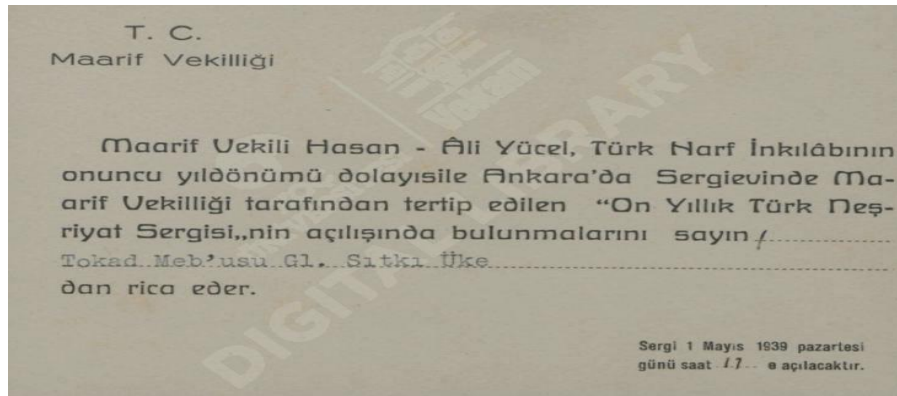 T. C.
Maarif Vekilliği
Maarif Vekili Hasan - Âli Yücel, Türk Harf İnkılâbının
onuncu yıldönümü dolayısile Ankara'da Sergievinde Ma-
arif Vekilliği tarafından tertip edilen “On Yıllık Türk Neş-
riyat Sergisi„nin açılışında bulunmalarını sayın
Tokad Meb'usu Gl. Sıtkı Üke
dan rica eder.
Sergi 1 Mayıs 1939 pazartesi
günü saat 17 e açılacaktır.
DIGITAL LIBRARY